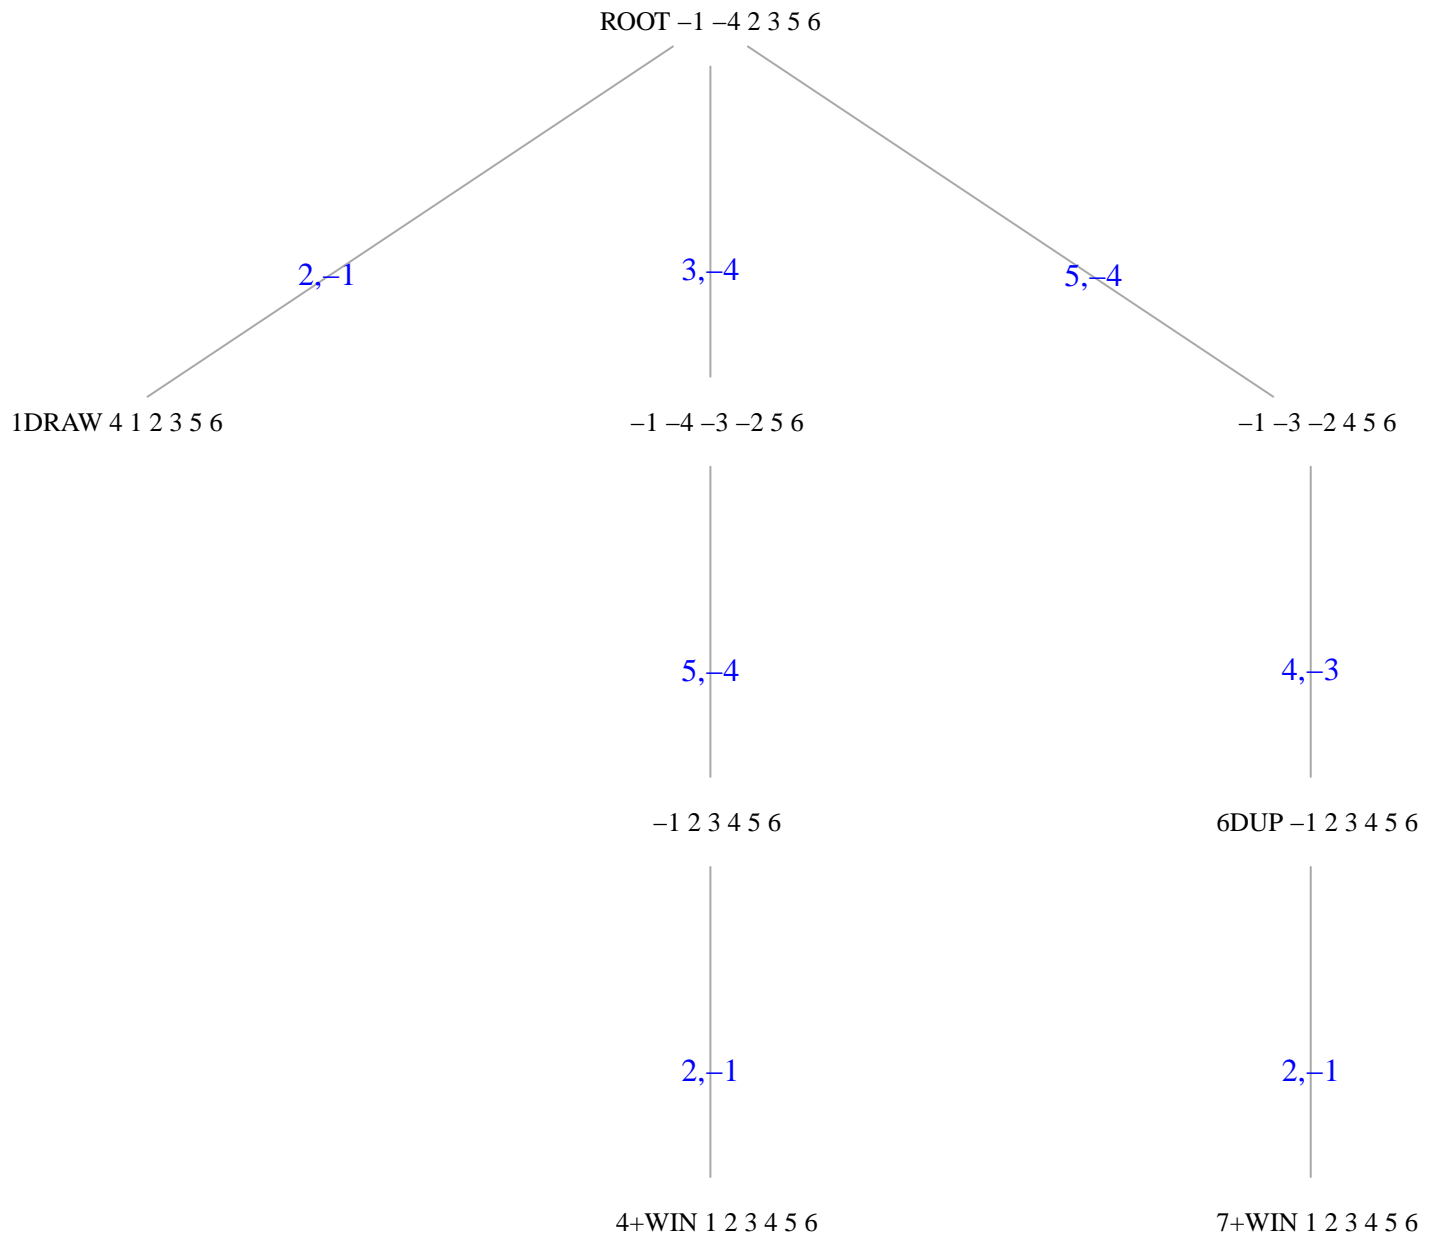 ROOT –1 –4 2 3 5 6
2,–1
3,–4
5,–4
1DRAW 4 1 2 3 5 6
–1 –4 –3 –2 5 6
–1 –3 –2 4 5 6
5,–4
4,–3
–1 2 3 4 5 6
6DUP –1 2 3 4 5 6
2,–1
2,–1
4+WIN 1 2 3 4 5 6
7+WIN 1 2 3 4 5 6